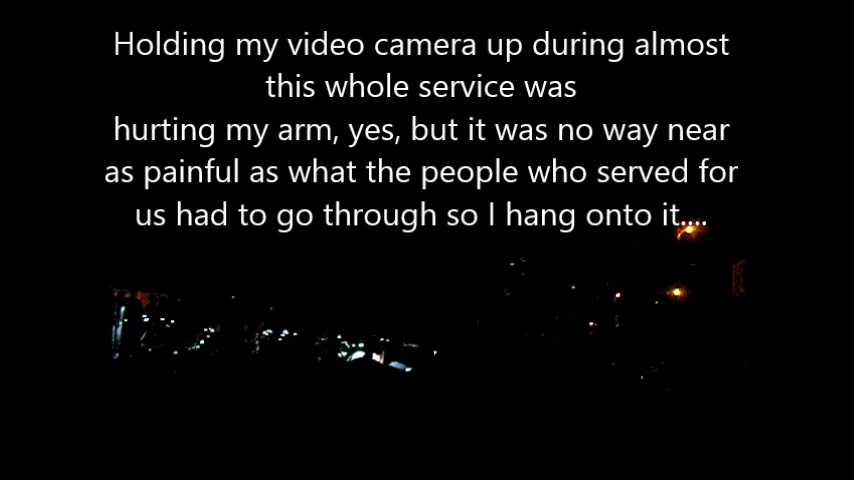 Holding my video camera up during almost
this whole service was
hurting my arm, yes, but it was no way near
as painful as what the people who served for
us had to go through so I hang onto it....